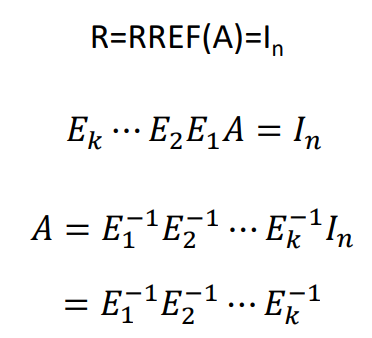 R=RREF(A)=Iₙ
Eₖ ⋯ E₂E₁A = Iₙ
A = E₁⁻¹E₂⁻¹ ⋯ Eₖ⁻¹Iₙ
= E₁⁻¹E₂⁻¹ ⋯ Eₖ⁻¹